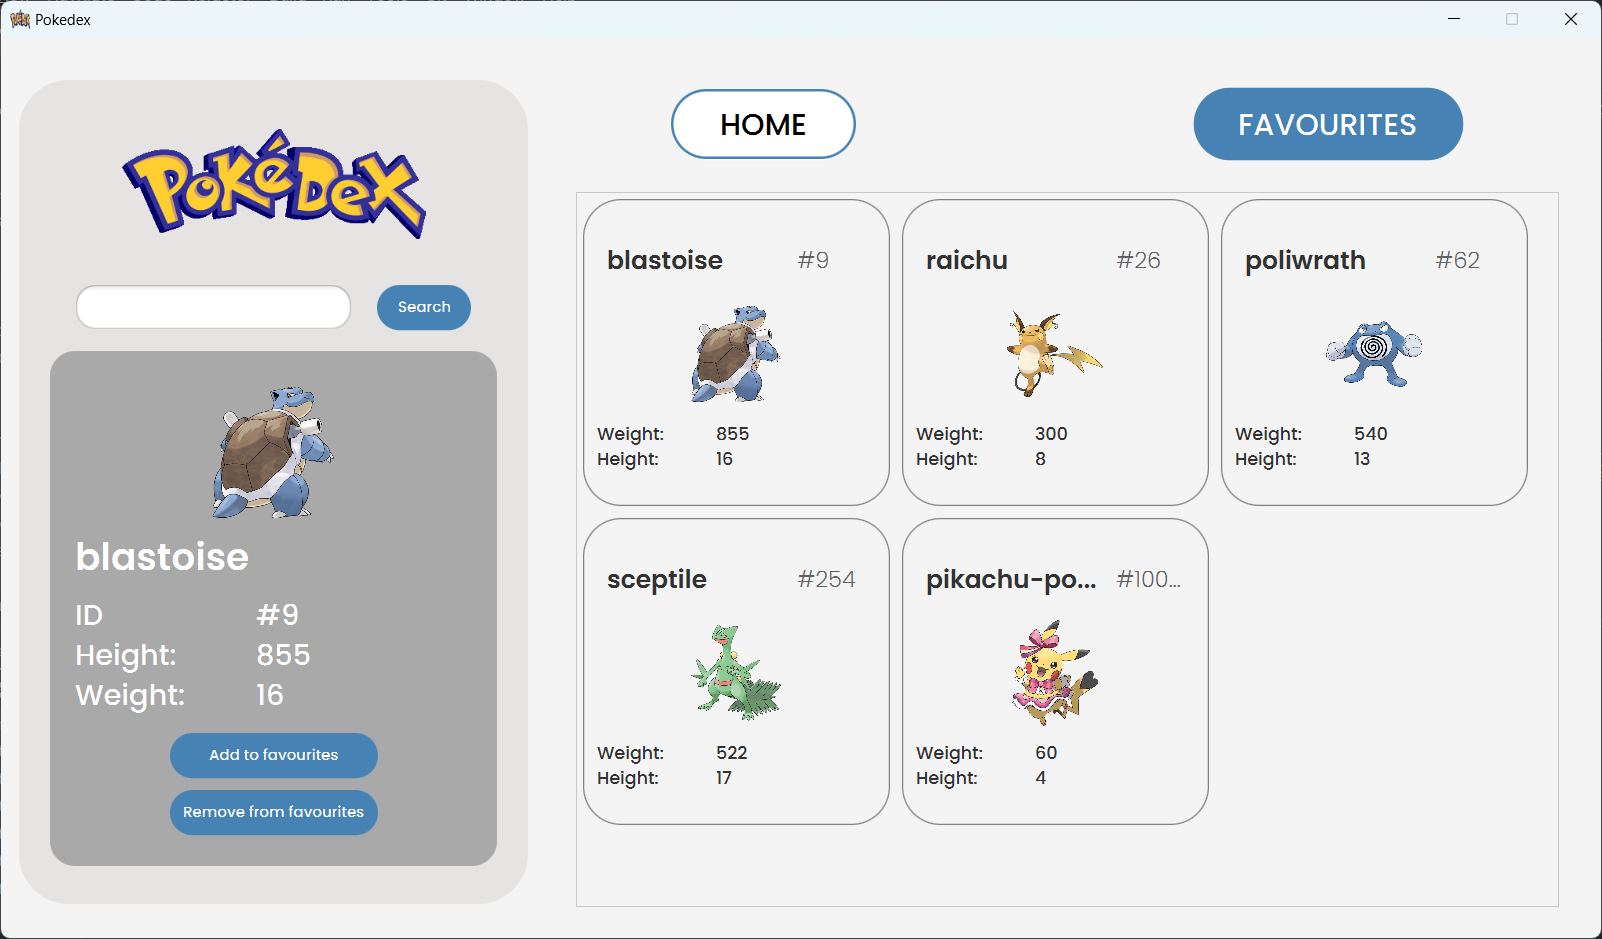 Pokedex
PokéDex
Search
blastoise
ID #9
Height: 855
Weight: 16
Add to favourites
Remove from favourites
HOME
FAVOURITES
blastoise #9
Weight: 855
Height: 16
raichu #26
Weight: 300
Height: 8
poliwrath #62
Weight: 540
Height: 13
sceptile #254
Weight: 522
Height: 17
pikachu-po... #100...
Weight: 60
Height: 4